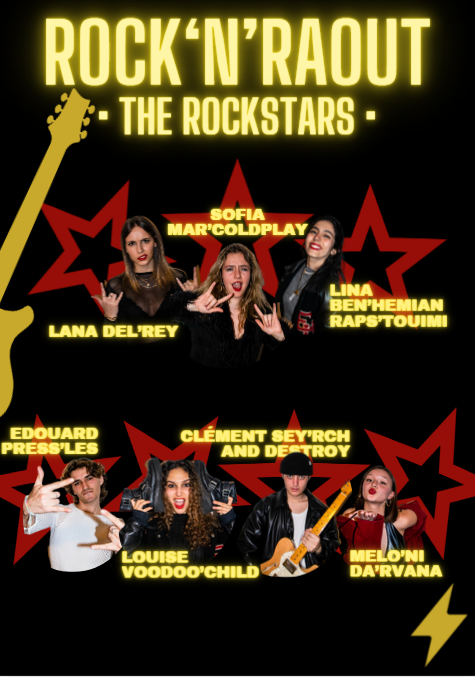 ROCK‘N’RAOUT
· THE ROCKSTARS ·
SOFIA
MAR’COLDPLAY
LANA DEL’REY
LINA
BEN’HEMIAN
RAPS’TOUIMI
EDOUARD
PRESS’LES
CLÉMENT SEY’RCH
AND DESTROY
LOUISE
VOODOO’CHILD
MELO’NI
DA’RVANA